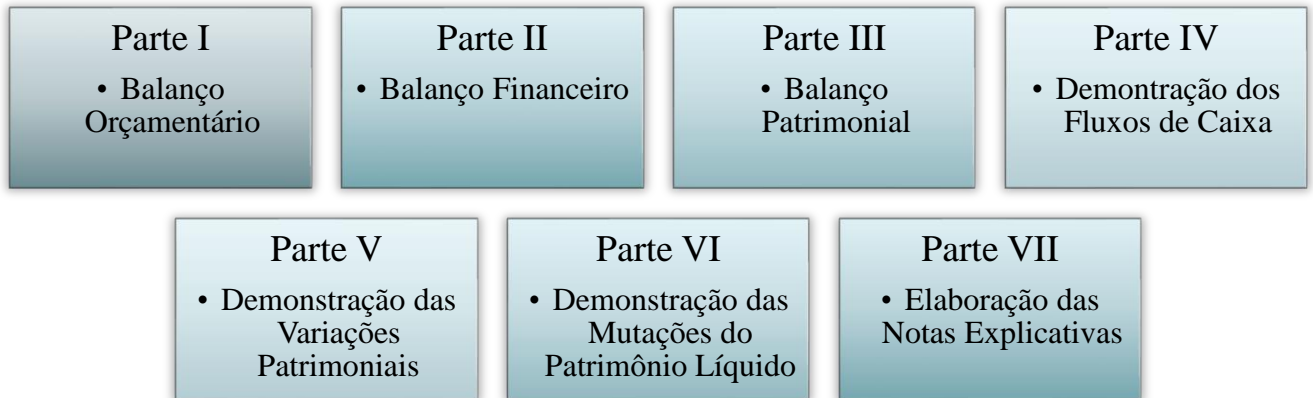 Parte I
• Balanço
Orçamentário
Parte II
• Balanço Financeiro
Parte III
• Balanço
Patrimonial
Parte IV
• Demontração dos
Fluxos de Caixa
Parte V
• Demonstração das
Variações
Patrimoniais
Parte VI
• Demonstração das
Mutações do
Patrimônio Líquido
Parte VII
• Elaboração das
Notas Explicativas